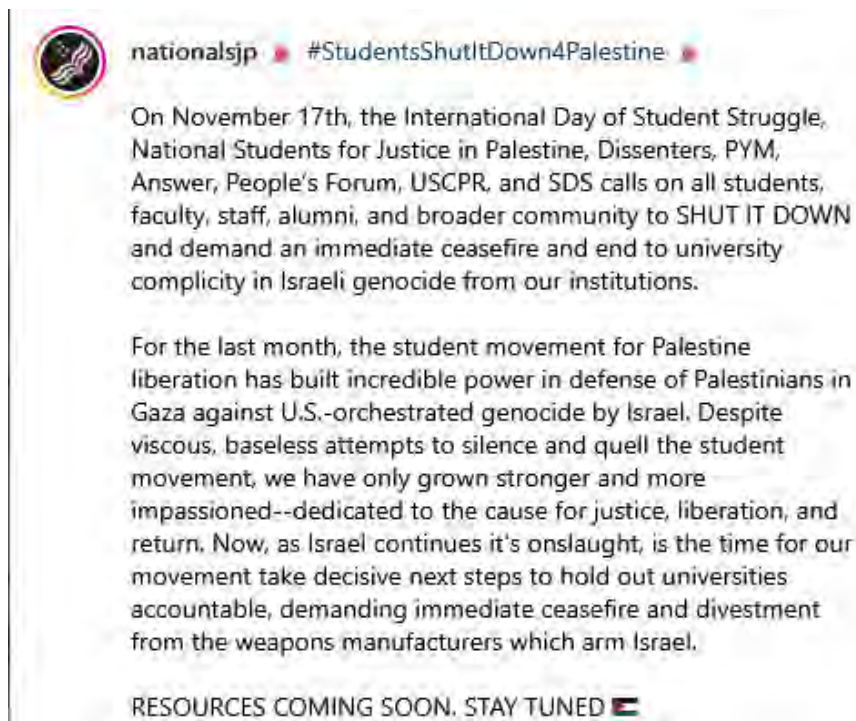 nationalsjp #StudentsShutItDown4Palestine
On November 17th, the International Day of Student Struggle,
National Students for Justice in Palestine, Dissenters, PYM,
Answer, People's Forum, USCPR, and SDS calls on all students,
faculty, staff, alumni, and broader community to SHUT IT DOWN
and demand an immediate ceasefire and end to university
complicity in Israeli genocide from our institutions.
For the last month, the student movement for Palestine
liberation has built incredible power in defense of Palestinians in
Gaza against U.S.-orchestrated genocide by Israel. Despite
viscous, baseless attempts to silence and quell the student
movement, we have only grown stronger and more
impassioned--dedicated to the cause for justice, liberation, and
return. Now, as Israel continues it's onslaught, is the time for our
movement take decisive next steps to hold out universities
accountable, demanding immediate ceasefire and divestment
from the weapons manufacturers which arm Israel.
RESOURCES COMING SOON. STAY TUNED 🇵🇸